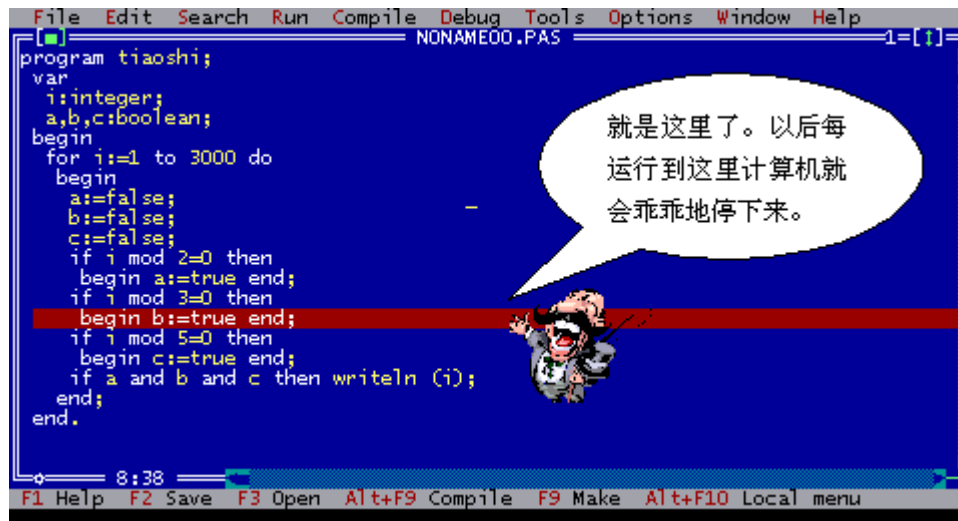 File Edit Search Run Compile Debug Tools Options Window Help
[■] NONAME00.PAS 1=[↕]
program tiaoshi;
var
i:integer;
a,b,c:boolean;
begin
for i:=1 to 3000 do
begin
a:=false;
b:=false;
c:=false;
if i mod 2=0 then
begin a:=true end;
if i mod 3=0 then
begin b:=true end;
if i mod 5=0 then
begin c:=true end;
if a and b and c then writeln (i);
end;
end.
就是这里了。以后每
运行到这里计算机就
会乖乖地停下来。
8:38
F1 Help F2 Save F3 Open Alt+F9 Compile F9 Make Alt+F10 Local menu